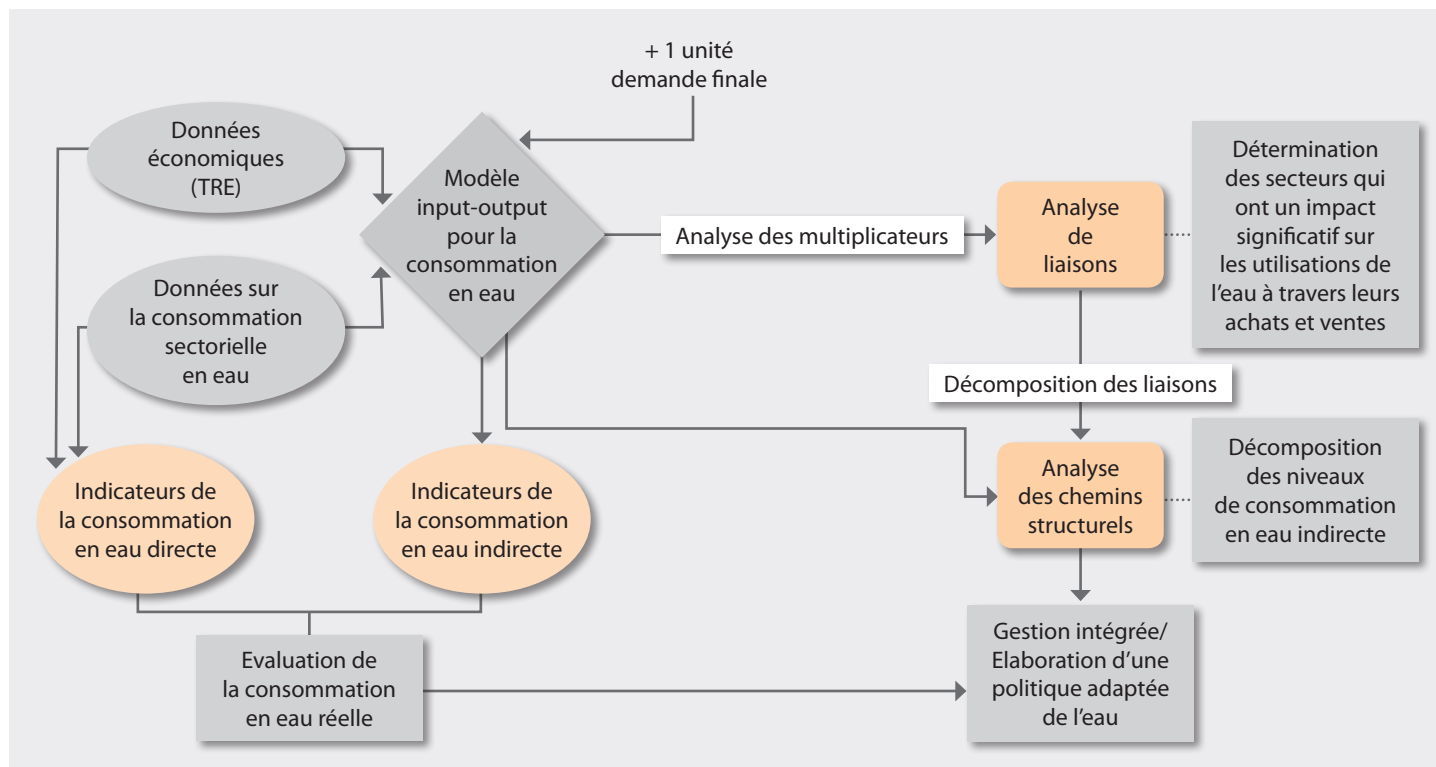 + 1 unité
demande finale
Données
économiques
(TRE)
Modèle
input-output
pour la
consommation
en eau
Analyse des multiplicateurs
Analyse
de
liaisons
Détermination
des secteurs qui
ont un impact
significatif sur
les utilisations de
l’eau à travers leurs
achats et ventes
Données sur
la consommation
sectorielle
en eau
Décomposition des liaisons
Indicateurs de
la consommation
en eau directe
Indicateurs de
la consommation
en eau indirecte
Analyse
des chemins
structurels
Décomposition
des niveaux
de consommation
en eau indirecte
Evaluation de
la consommation
en eau réelle
Gestion intégrée/
Elaboration d’une
politique adaptée
de l’eau